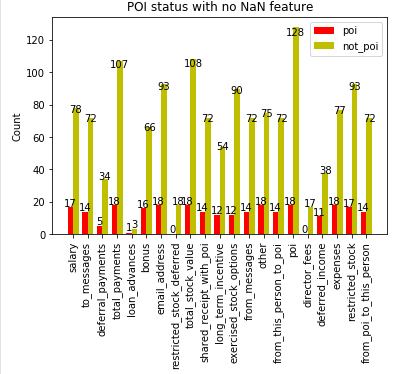 POI status with no NaN feature
poi
not_poi
Count
120
100
80
60
40
20
0
17 78 14 72 5 34 18 107 1 3 16 66 18 93 0 18 18 108 14 72 12 54 12 90 14 72 18 75 14 72 18 128 0 17 11 38 18 77 17 93 14 72
salary
to_messages
deferral_payments
total_payments
loan_advances
bonus
email_address
restricted_stock_deferred
total_stock_value
shared_receipt_with_poi
long_term_incentive
exercised_stock_options
from_messages
other
from_this_person_to_poi
poi
director_fees
deferred_income
expenses
restricted_stock
from_poi_to_this_person